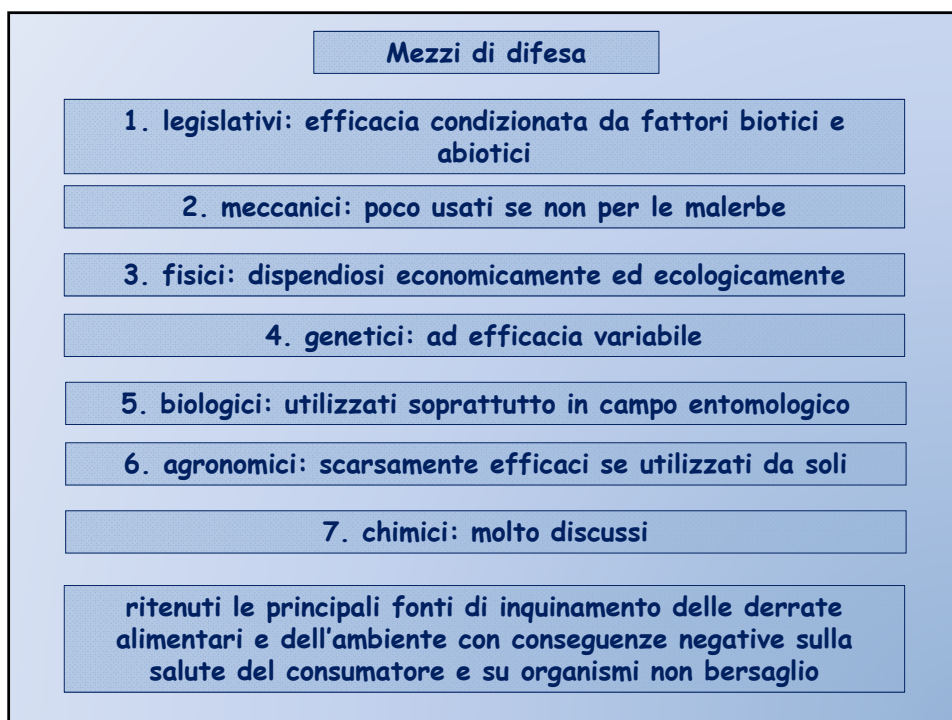 Mezzi di difesa
1. legislativi: efficacia condizionata da fattori biotici e
abiotici
2. meccanici: poco usati se non per le malerbe
3. fisici: dispendiosi economicamente ed ecologicamente
4. genetici: ad efficacia variabile
5. biologici: utilizzati soprattutto in campo entomologico
6. agronomici: scarsamente efficaci se utilizzati da soli
7. chimici: molto discussi
ritenuti le principali fonti di inquinamento delle derrate
alimentari e dell'ambiente con conseguenze negative sulla
salute del consumatore e su organismi non bersaglio